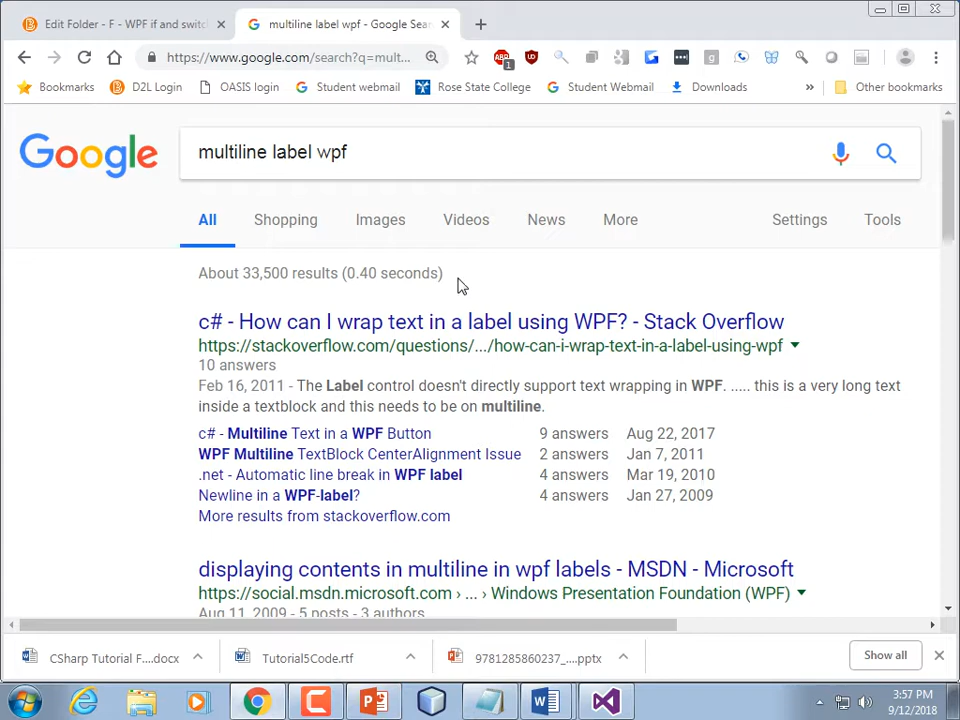 Edit Folder - F - WPF if and switc
multiline label wpf - Google Sear
https://www.google.com/search?q=mult...
1
Bookmarks
D2L Login
OASIS login
Student webmail
Rose State College
Student Webmail
Downloads
»
Other bookmarks
Google
multiline label wpf
All
Shopping
Images
Videos
News
More
Settings
Tools
About 33,500 results (0.40 seconds)
c# - How can I wrap text in a label using WPF? - Stack Overflow
https://stackoverflow.com/questions/.../how-can-i-wrap-text-in-a-label-using-wpf
10 answers
Feb 16, 2011 - The Label control doesn't directly support text wrapping in WPF. ..... this is a very long text
inside a textblock and this needs to be on multiline.
c# - Multiline Text in a WPF Button 9 answers Aug 22, 2017
WPF Multiline TextBlock CenterAlignment Issue 2 answers Jan 7, 2011
.net - Automatic line break in WPF label 4 answers Mar 19, 2010
Newline in a WPF-label? 4 answers Jan 27, 2009
More results from stackoverflow.com
displaying contents in multiline in wpf labels - MSDN - Microsoft
https://social.msdn.microsoft.com › ... › Windows Presentation Foundation (WPF)
Aug 11, 2009 - 5 posts - 3 authors
CSharp Tutorial F....docx
Tutorial5Code.rtf
9781285860237_....pptx
Show all
3:57 PM
9/12/2018